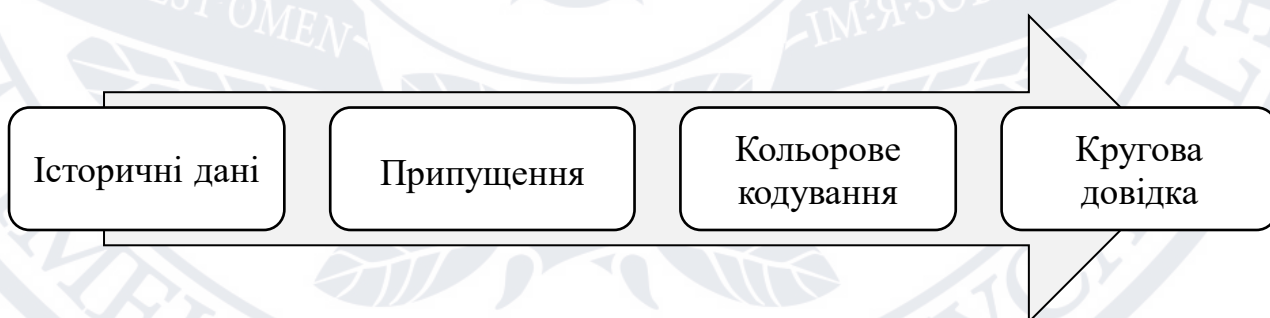 Історичні дані
Припущення
Кольорове
кодування
Кругова
довідка